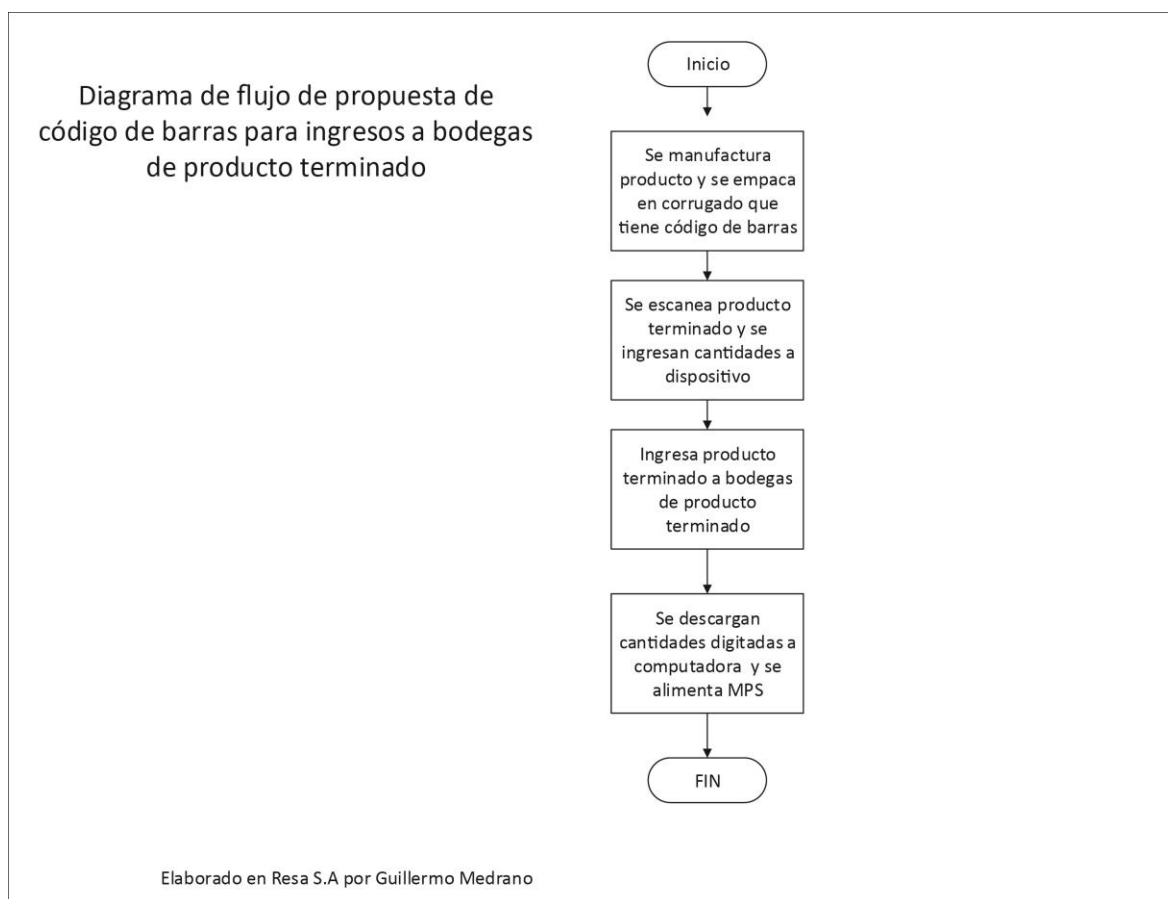 Diagrama de flujo de propuesta de
código de barras para ingresos a bodegas
de producto terminado
Inicio
Se manufactura
producto y se empaca
en corrugado que
tiene código de barras
Se escanea producto
terminado y se
ingresan cantidades a
dispositivo
Ingresa producto
terminado a bodegas
de producto
terminado
Se descargan
cantidades digitadas a
computadora y se
alimenta MPS
FIN
Elaborado en Resa S.A por Guillermo Medrano